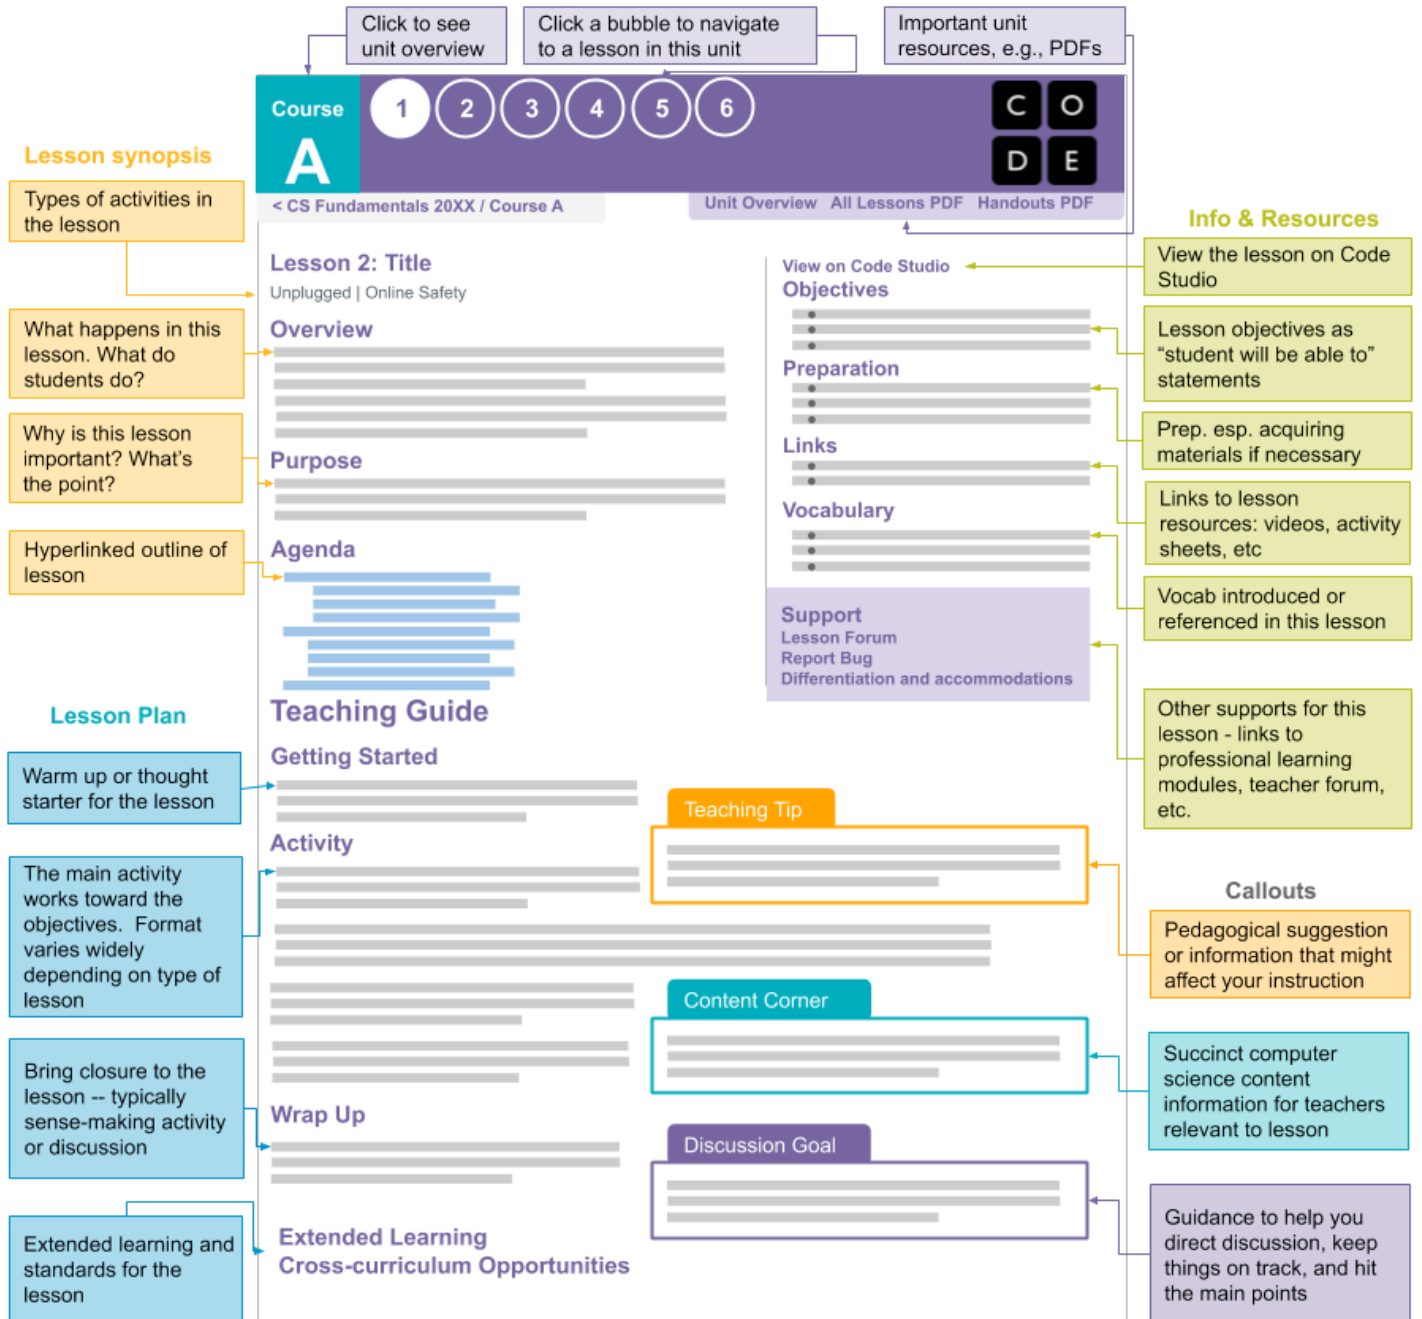 Click to see
unit overview
Click a bubble to navigate
to a lesson in this unit
Important unit
resources, e.g., PDFs
Course
A
1 2 3 4 5 6
C O
D E
< CS Fundamentals 20XX / Course A
Unit Overview All Lessons PDF Handouts PDF
Lesson synopsis
Types of activities in
the lesson
What happens in this
lesson. What do
students do?
Why is this lesson
important? What's
the point?
Hyperlinked outline of
lesson
Lesson 2: Title
Unplugged | Online Safety
Overview
Purpose
Agenda
View on Code Studio
Objectives
Preparation
Links
Vocabulary
Support
Lesson Forum
Report Bug
Differentiation and accommodations
Info & Resources
View the lesson on Code
Studio
Lesson objectives as
“student will be able to”
statements
Prep. esp. acquiring
materials if necessary
Links to lesson
resources: videos, activity
sheets, etc
Vocab introduced or
referenced in this lesson
Other supports for this
lesson - links to
professional learning
modules, teacher forum,
etc.
Lesson Plan
Warm up or thought
starter for the lesson
The main activity
works toward the
objectives. Format
varies widely
depending on type of
lesson
Bring closure to the
lesson -- typically
sense-making activity
or discussion
Extended learning and
standards for the
lesson
Teaching Guide
Getting Started
Activity
Wrap Up
Extended Learning
Cross-curriculum Opportunities
Teaching Tip
Content Corner
Discussion Goal
Callouts
Pedagogical suggestion
or information that might
affect your instruction
Succinct computer
science content
information for teachers
relevant to lesson
Guidance to help you
direct discussion, keep
things on track, and hit
the main points